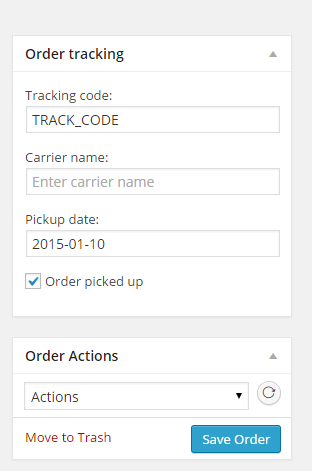 Order tracking
Tracking code:
TRACK_CODE
Carrier name:
Enter carrier name
Pickup date:
2015-01-10
Order picked up
Order Actions
Actions
Move to Trash
Save Order